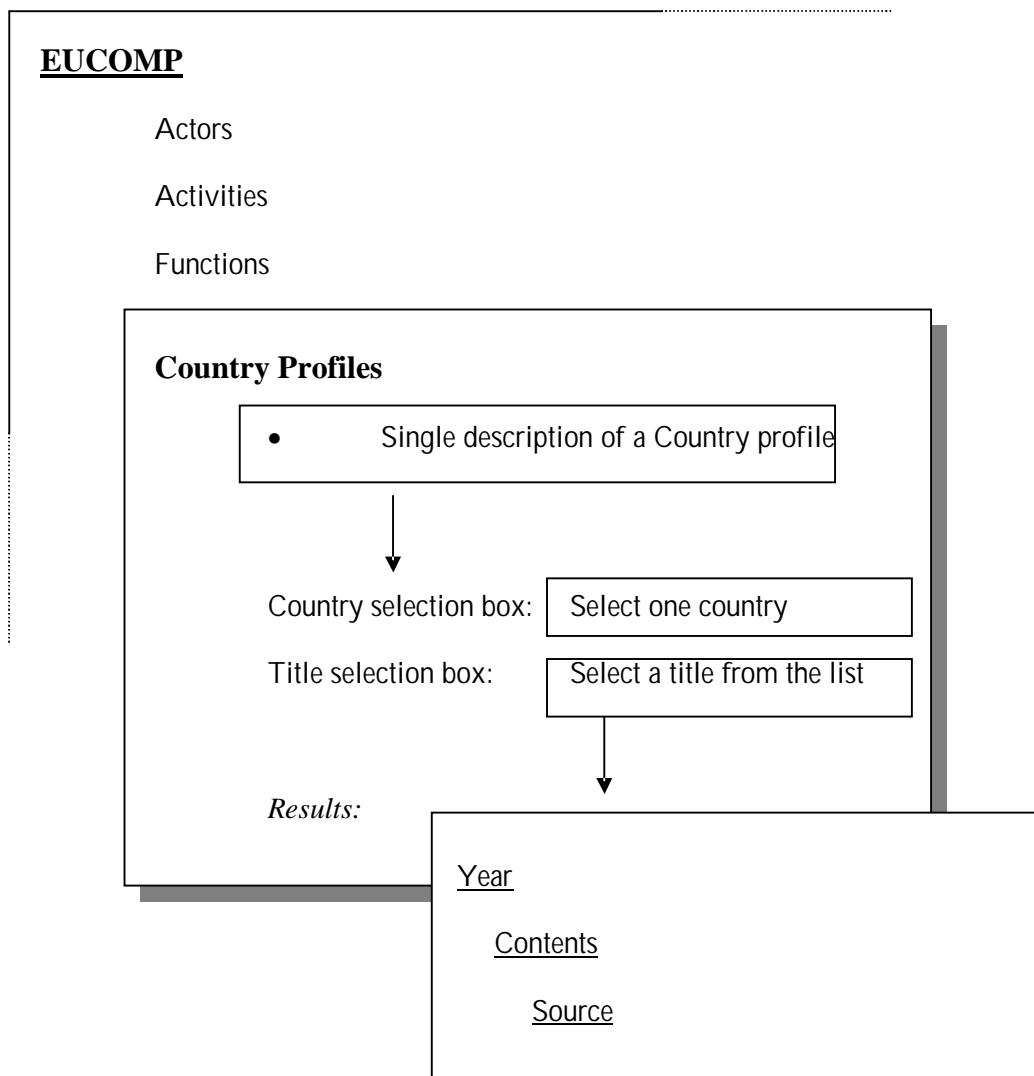 EUCOMP
Actors
Activities
Functions
Country Profiles
• Single description of a Country profile
Country selection box: Select one country
Title selection box: Select a title from the list
Results:
Year
Contents
Source